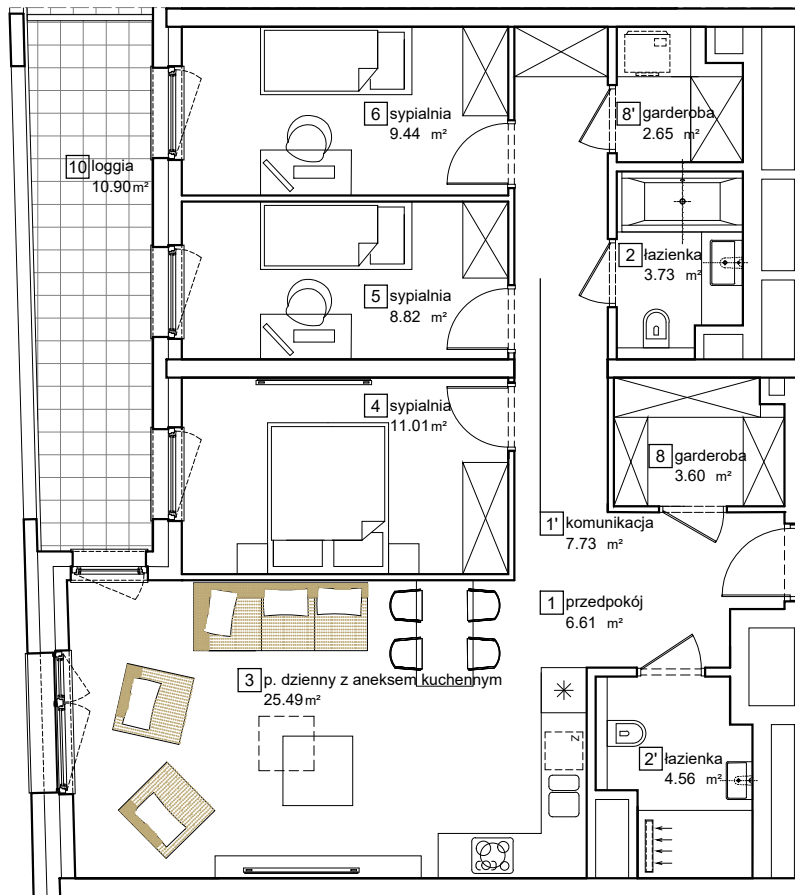 6 sypialnia
9.44 m²
8' garderoba
2.65 m²
10 loggia
10.90 m²
2 łazienka
3.73 m²
5 sypialnia
8.82 m²
4 sypialnia
11.01 m²
8 garderoba
3.60 m²
1' komunikacja
7.73 m²
1 przedpokój
6.61 m²
3 p. dzienny z aneksem kuchennym
25.49 m²
Z
2' łazienka
4.56 m²